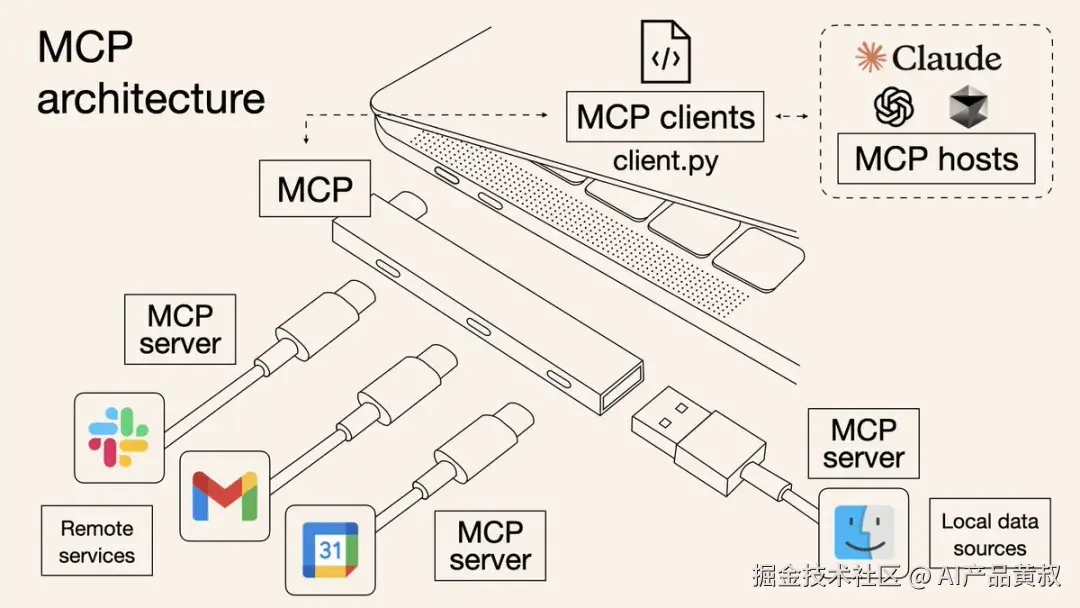 MCP
architecture
</>
MCP clients
client.py
Claude
MCP hosts
MCP
MCP
server
MCP
server
MCP
server
Remote
services
31
Local data
sources
掘金技术社区 @ AI产品黄叔